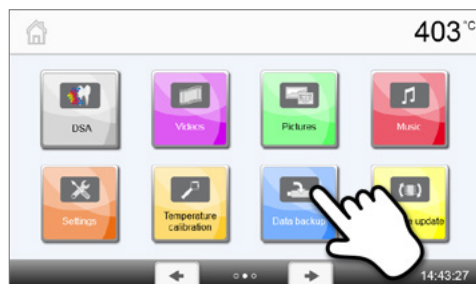 403 °C
DSA
Videos
Pictures
Music
Settings
Temperature
calibration
Data backup
update
14:43:27